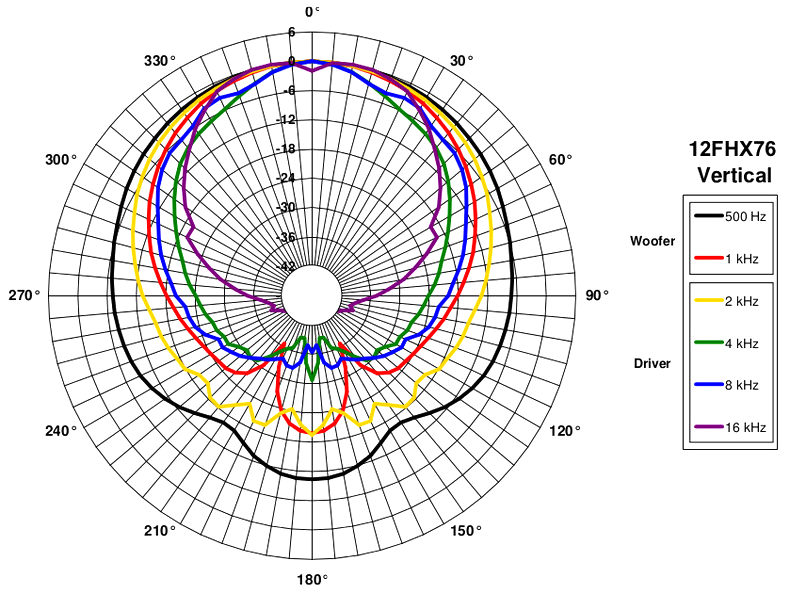 0°
6
330°
30°
0
-6
-12
12FHX76
Vertical
300°
60°
-18
-24
-30
500 Hz
Woofer
-36
1 kHz
42
270°
90°
2 kHz
4 kHz
Driver
8 kHz
16 kHz
240°
120°
210°
150°
180°